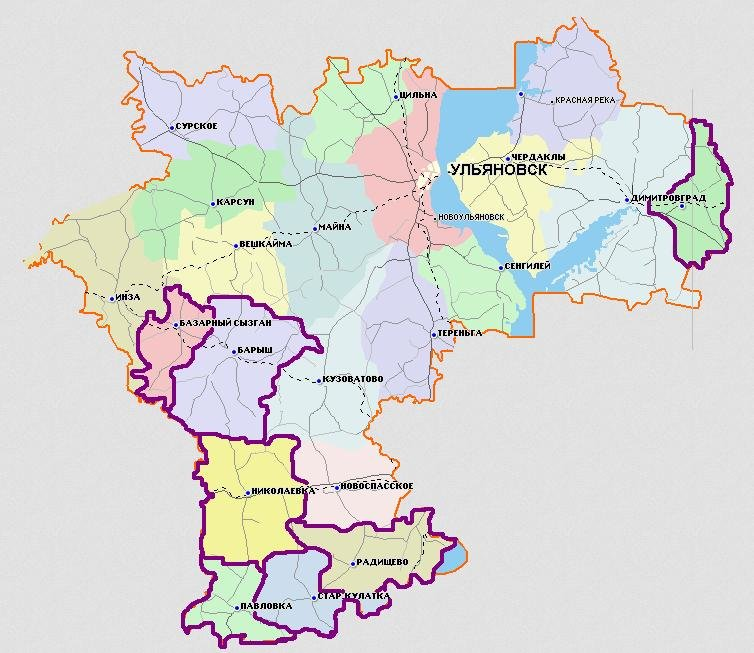 ЦИЛЬНА
КРАСНАЯ РЕКА
СУРСКОЕ
ЧЕРДАКЛЫ
УЛЬЯНОВСК
ДИМИТРОВГРАД
КАРСУН
НОВОУЛЬЯНОВСК
МАЙНА
ВЕШКАЙМА
СЕНГИЛЕЙ
ИНЗА
БАЗАРНЫЙ СЫЗГАН
ТЕРЕНЬГА
БАРЫШ
КУЗОВАТОВО
НОВОСПАССКОЕ
НИКОЛАЕВКА
РАДИЩЕВО
СТАР.КУЛАТКА
ПАВЛОВКА